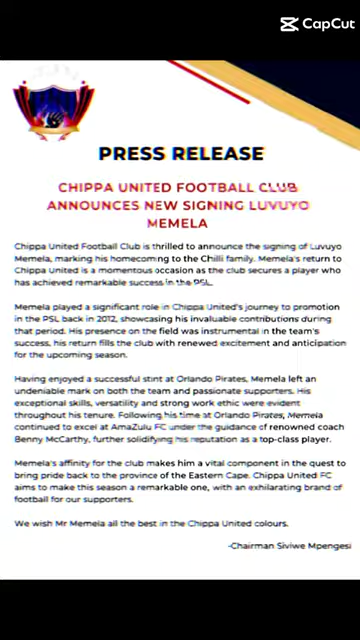 CapCut
PRESS RELEASE
CHIPPA UNITED FOOTBALL CLUB
ANNOUNCES NEW SIGNING LUVUYO
MEMELA
Chippa United Football Club is thrilled to announce the signing of Luvuyo
Memela, marking his homecoming to the Chilli family. Memela's return to
Chippa United is a momentous occasion as the club secures a player who
has achieved remarkable success in the PSL.
Memela played a significant role in Chippa United's journey to promotion
in the PSL back in 2012, showcasing his invaluable contributions during
that period. His presence on the field was instrumental in the team's
success, his return fills the club with renewed excitement and anticipation
for the upcoming season.
Having enjoyed a successful stint at Orlando Pirates, Memela left an
undeniable mark on both the team and passionate supporters. His
exceptional skills, versatility and strong work ethic were evident
throughout his tenure. Following his time at Orlando Pirates, Memela
continued to excel at AmaZulu FC under the guidance of renowned coach
Benny McCarthy, further solidifying his reputation as a top-class player.
Memela's affinity for the club makes him a vital component in the quest to
bring pride back to the province of the Eastern Cape. Chippa United FC
aims to make this season a remarkable one, with an exhilarating brand of
football for our supporters.
We wish Mr Memela all the best in the Chippa United colours.
-Chairman Siviwe Mpengesi